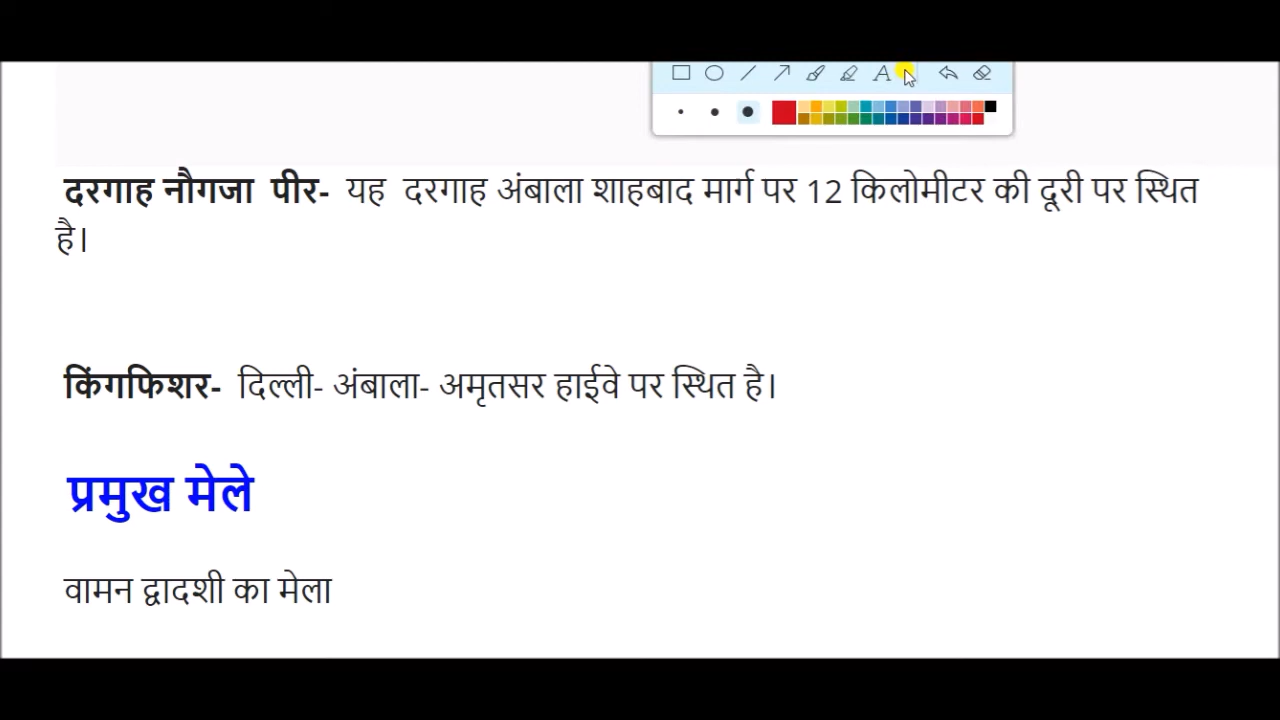 दरगाह नौगजा पीर- यह दरगाह अंबाला शाहबाद मार्ग पर 12 किलोमीटर की दूरी पर स्थित
है।
किंगफिशर- दिल्ली- अंबाला- अमृतसर हाईवे पर स्थित है।
प्रमुख मेले
वामन द्वादशी का मेला